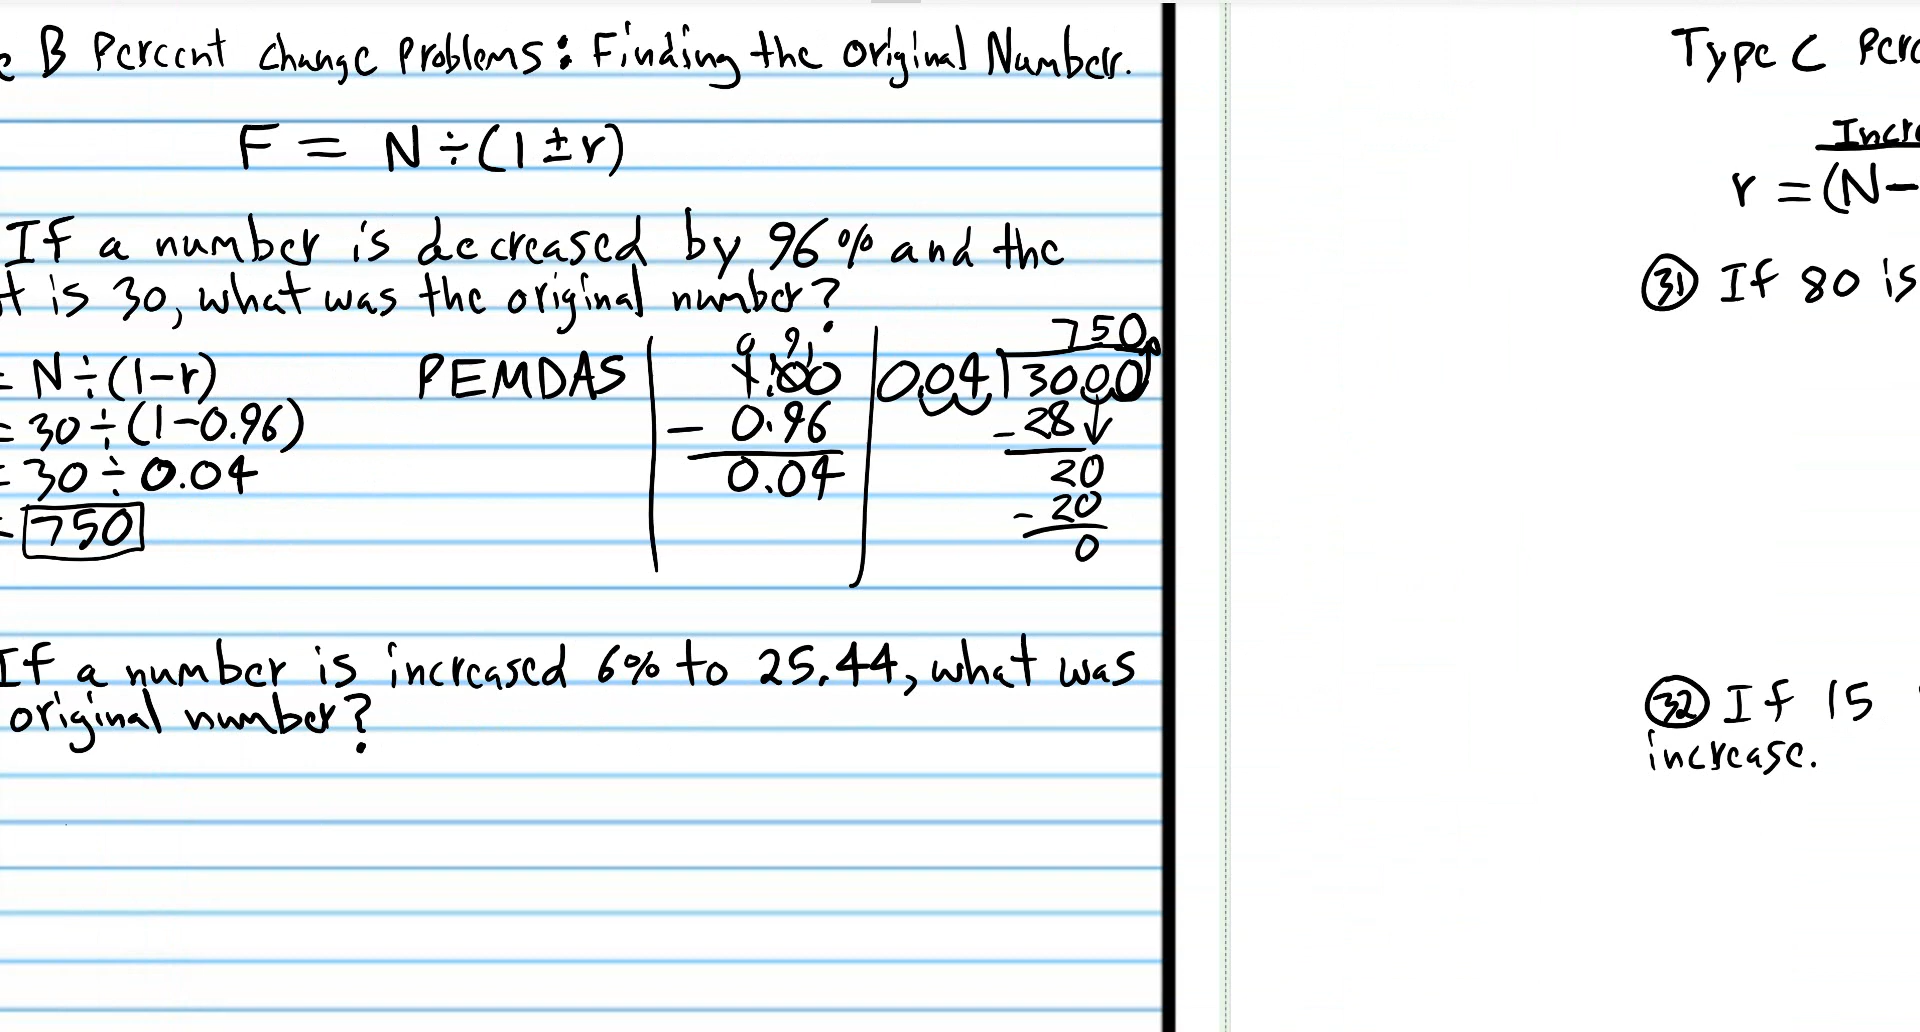 B Percent Change Problems: Finding the Original Number.
F = N÷(1±r)
If a number is decreased by 96% and the
is 30, what was the original number?
= N÷(1-r)
= 30÷(1-0.96)
= 30÷0.04
= 750
PEMDAS
0 9 10
1.00
- 0.96
0.04
750
0.04.)3000
- 28
20
- 20
0
If a number is increased 6% to 25.44, what was
original number?
Type C
r = (N-
31 If 80 is
32 If 15
increase.